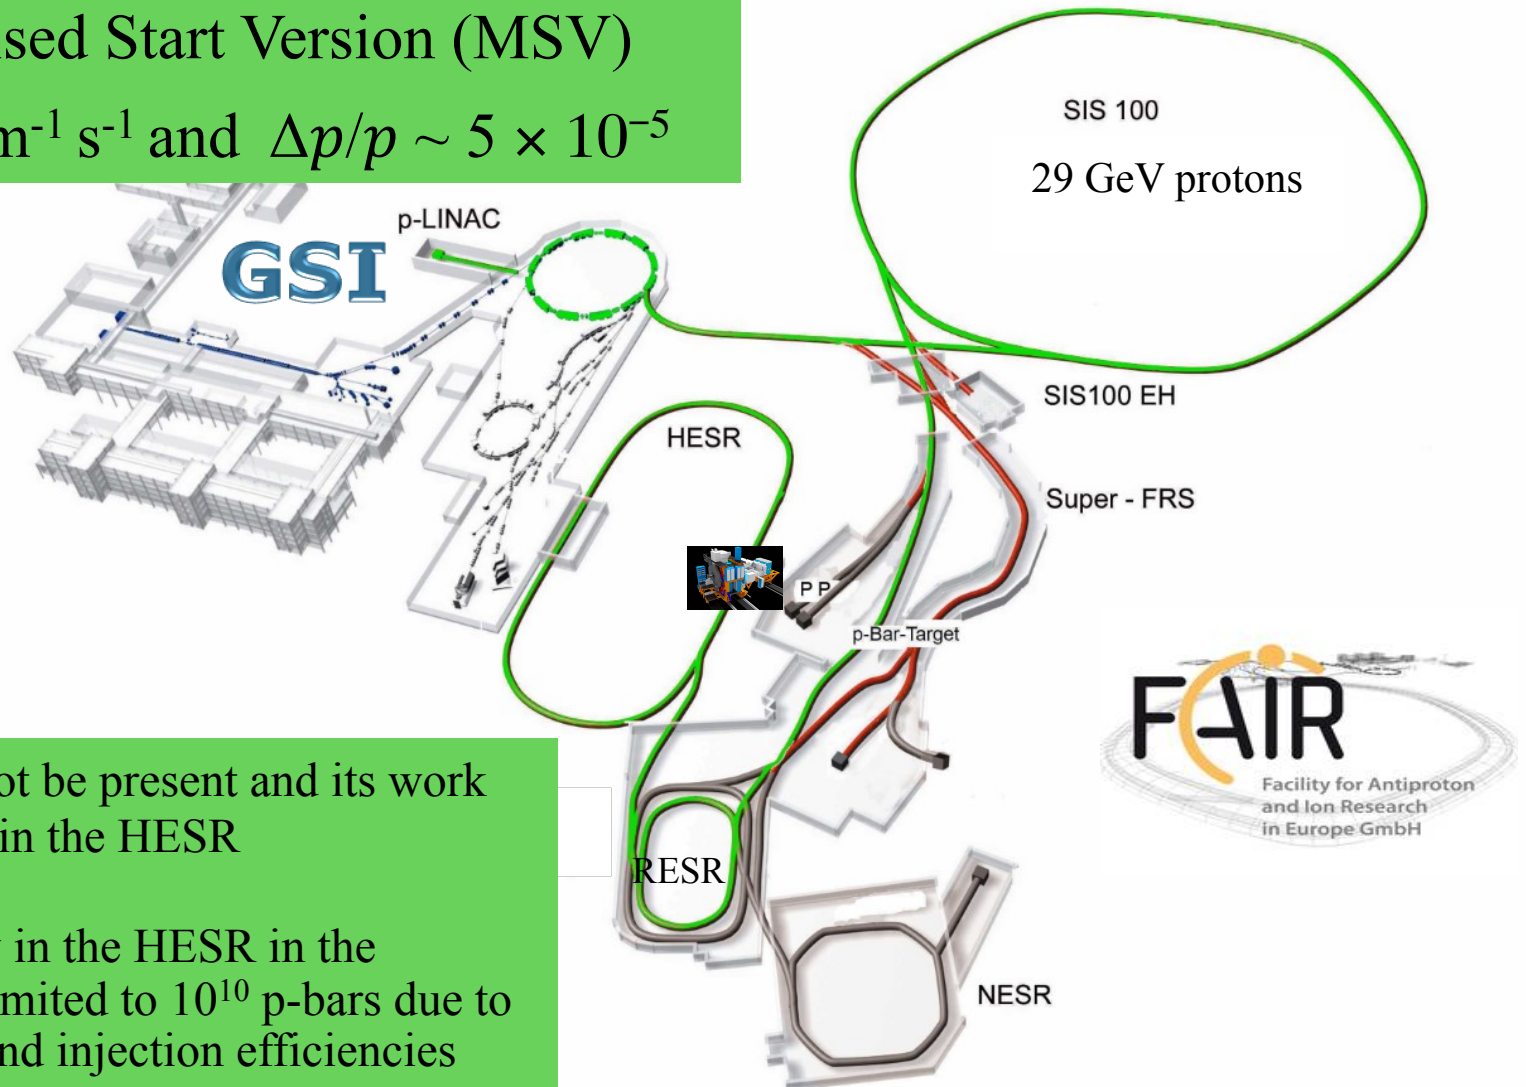 sed Start Version (MSV)
m⁻¹ s⁻¹ and Δp/p ~ 5 × 10⁻⁵
SIS 100
29 GeV protons
p-LINAC
GSI
SIS100 EH
HESR
Super - FRS
P P
p-Bar-Target
FAIR
Facility for Antiproton
and Ion Research
in Europe GmbH
ot be present and its work
in the HESR
RESR
in the HESR in the
mited to 10¹⁰ p-bars due to
nd injection efficiencies
NESR